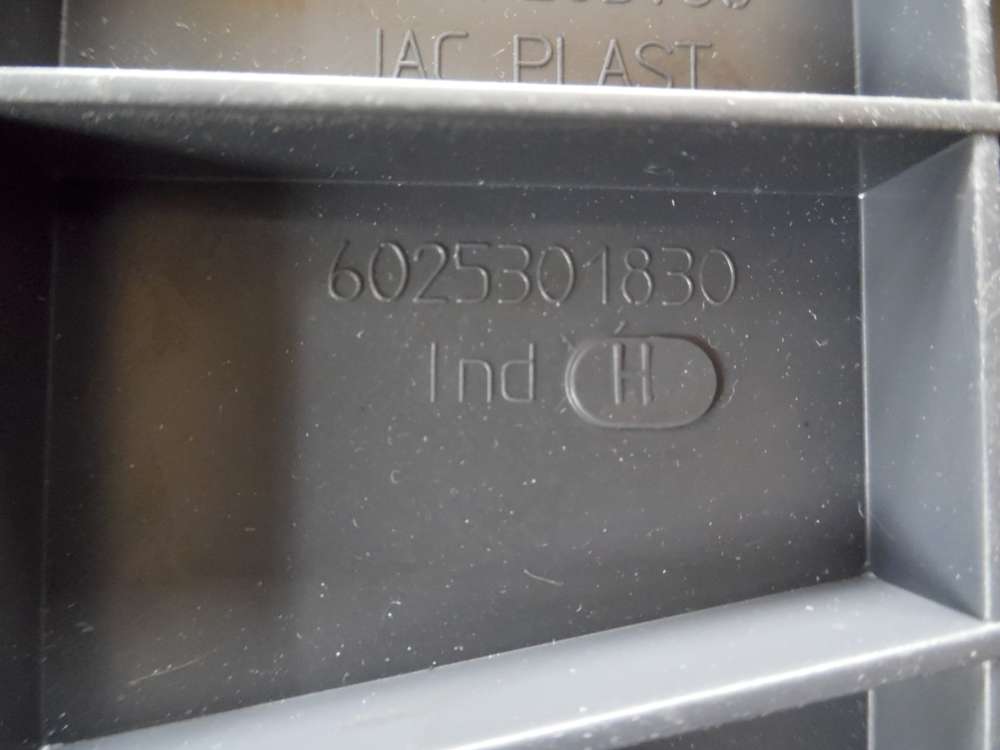 JAC PLAST
6025301830
Ind H